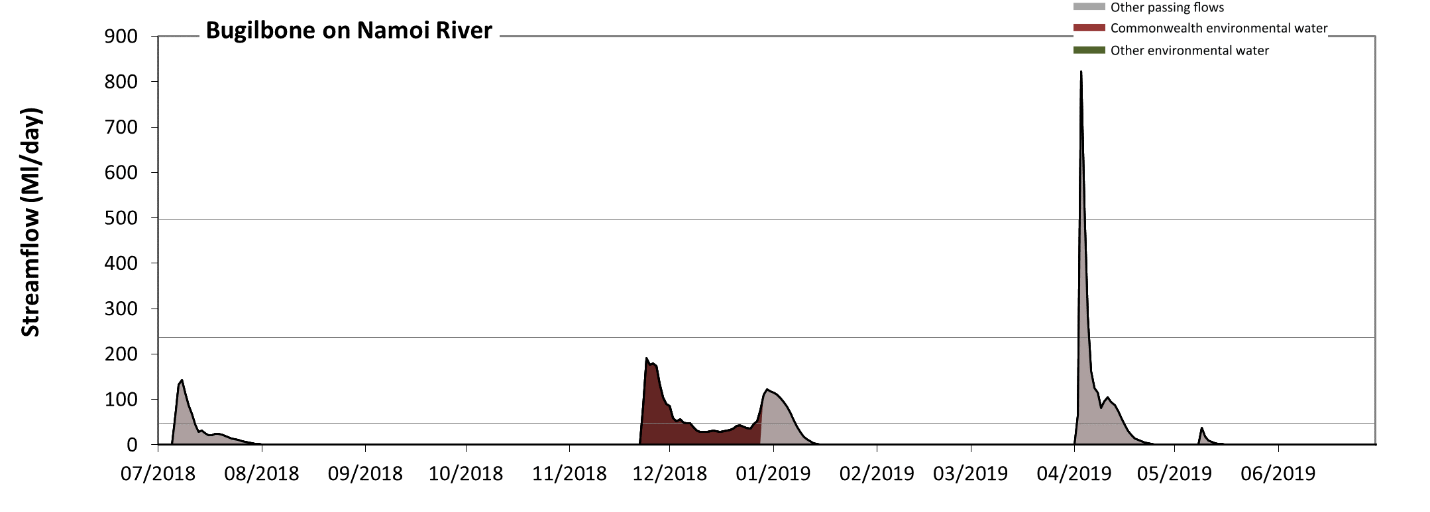 Other passing flows
Bugilbone on Namoi River
Commonwealth environmental water
Other environmental water
Streamflow (Ml/day)
900
800
700
600
500
400
300
200
100
0
07/2018 08/2018 09/2018 10/2018 11/2018 12/2018 01/2019 02/2019 03/2019 04/2019 05/2019 06/2019